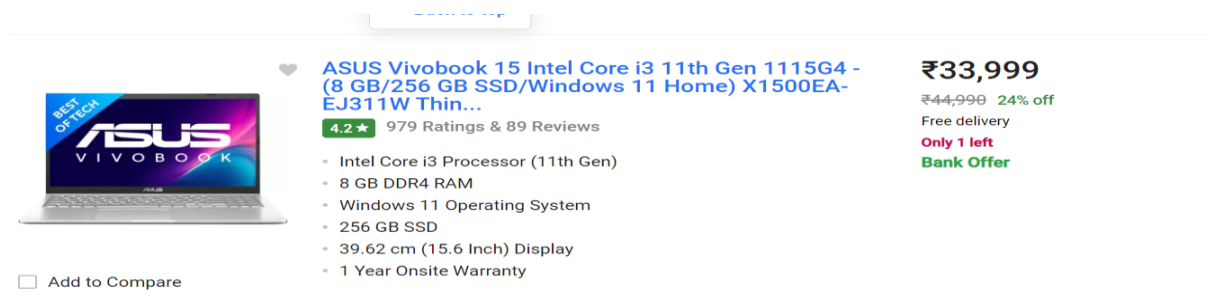 BEST
OF TECH
ASUS
VIVOBOOK
ASUS
Add to Compare
ASUS Vivobook 15 Intel Core i3 11th Gen 1115G4 -
(8 GB/256 GB SSD/Windows 11 Home) X1500EA-
EJ311W Thin...
4.2★ 979 Ratings & 89 Reviews
Intel Core i3 Processor (11th Gen)
8 GB DDR4 RAM
Windows 11 Operating System
256 GB SSD
39.62 cm (15.6 Inch) Display
1 Year Onsite Warranty
₹33,999
₹44,990 24% off
Free delivery
Only 1 left
Bank Offer